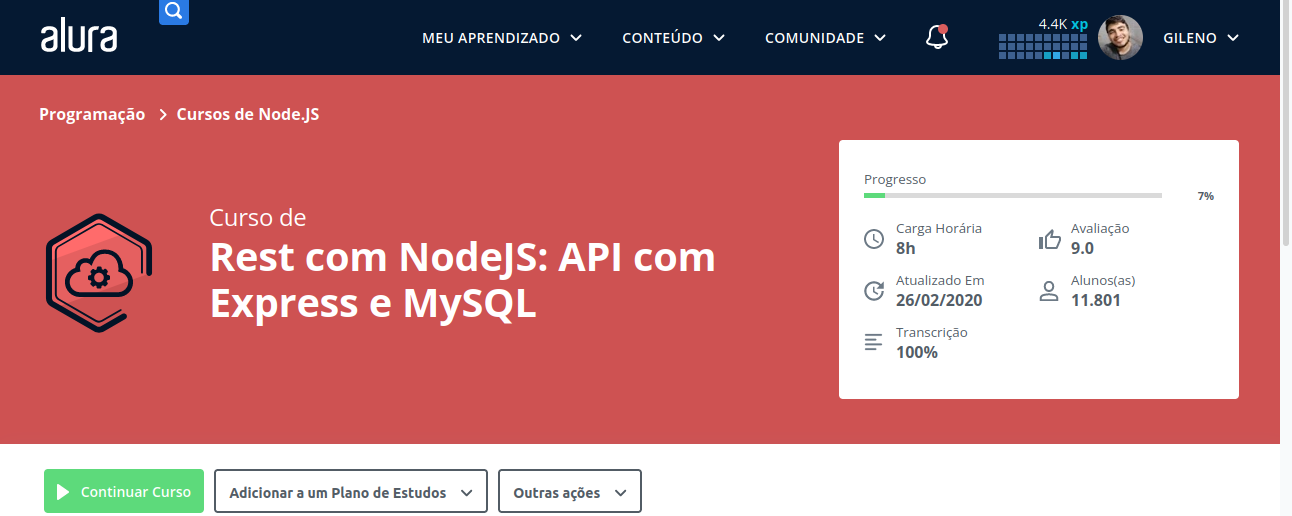 alura
MEU APRENDIZADO
CONTEÚDO
COMUNIDADE
4.4K xp
GILENO
Programação
Cursos de Node.JS
Curso de
Rest com NodeJS: API com
Express e MySQL
Progresso
7%
Carga Horária
8h
Avaliação
9.0
Atualizado Em
26/02/2020
Alunos(as)
11.801
Transcrição
100%
Continuar Curso
Adicionar a um Plano de Estudos
Outras ações